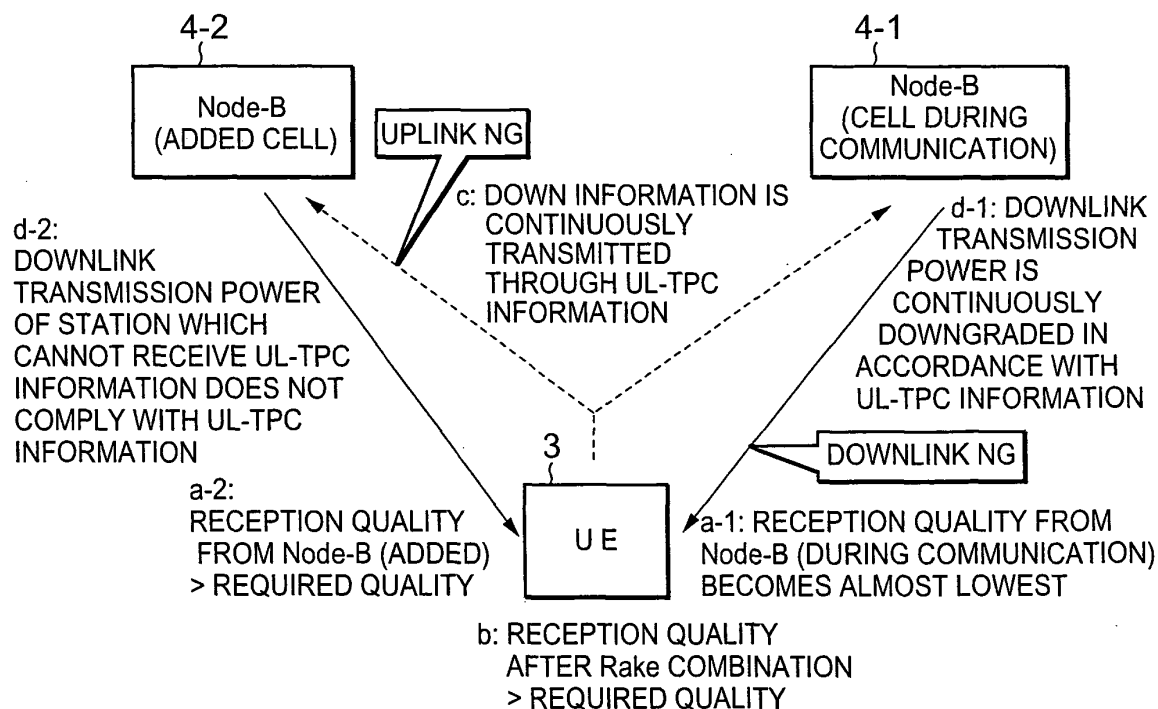 4-2
Node-B
(ADDED CELL)
4-1
Node-B
(CELL DURING
COMMUNICATION)
UPLINK NG
c: DOWN INFORMATION IS
CONTINUOUSLY
TRANSMITTED
THROUGH UL-TPC
INFORMATION
d-1: DOWNLINK
TRANSMISSION
POWER IS
CONTINUOUSLY
DOWNGRADED IN
ACCORDANCE WITH
UL-TPC INFORMATION
d-2:
DOWNLINK
TRANSMISSION POWER
OF STATION WHICH
CANNOT RECEIVE UL-TPC
INFORMATION DOES NOT
COMPLY WITH UL-TPC
INFORMATION
DOWNLINK NG
3
UE
a-2:
RECEPTION QUALITY
FROM Node-B (ADDED)
> REQUIRED QUALITY
a-1: RECEPTION QUALITY FROM
Node-B (DURING COMMUNICATION)
BECOMES ALMOST LOWEST
b: RECEPTION QUALITY
AFTER Rake COMBINATION
> REQUIRED QUALITY